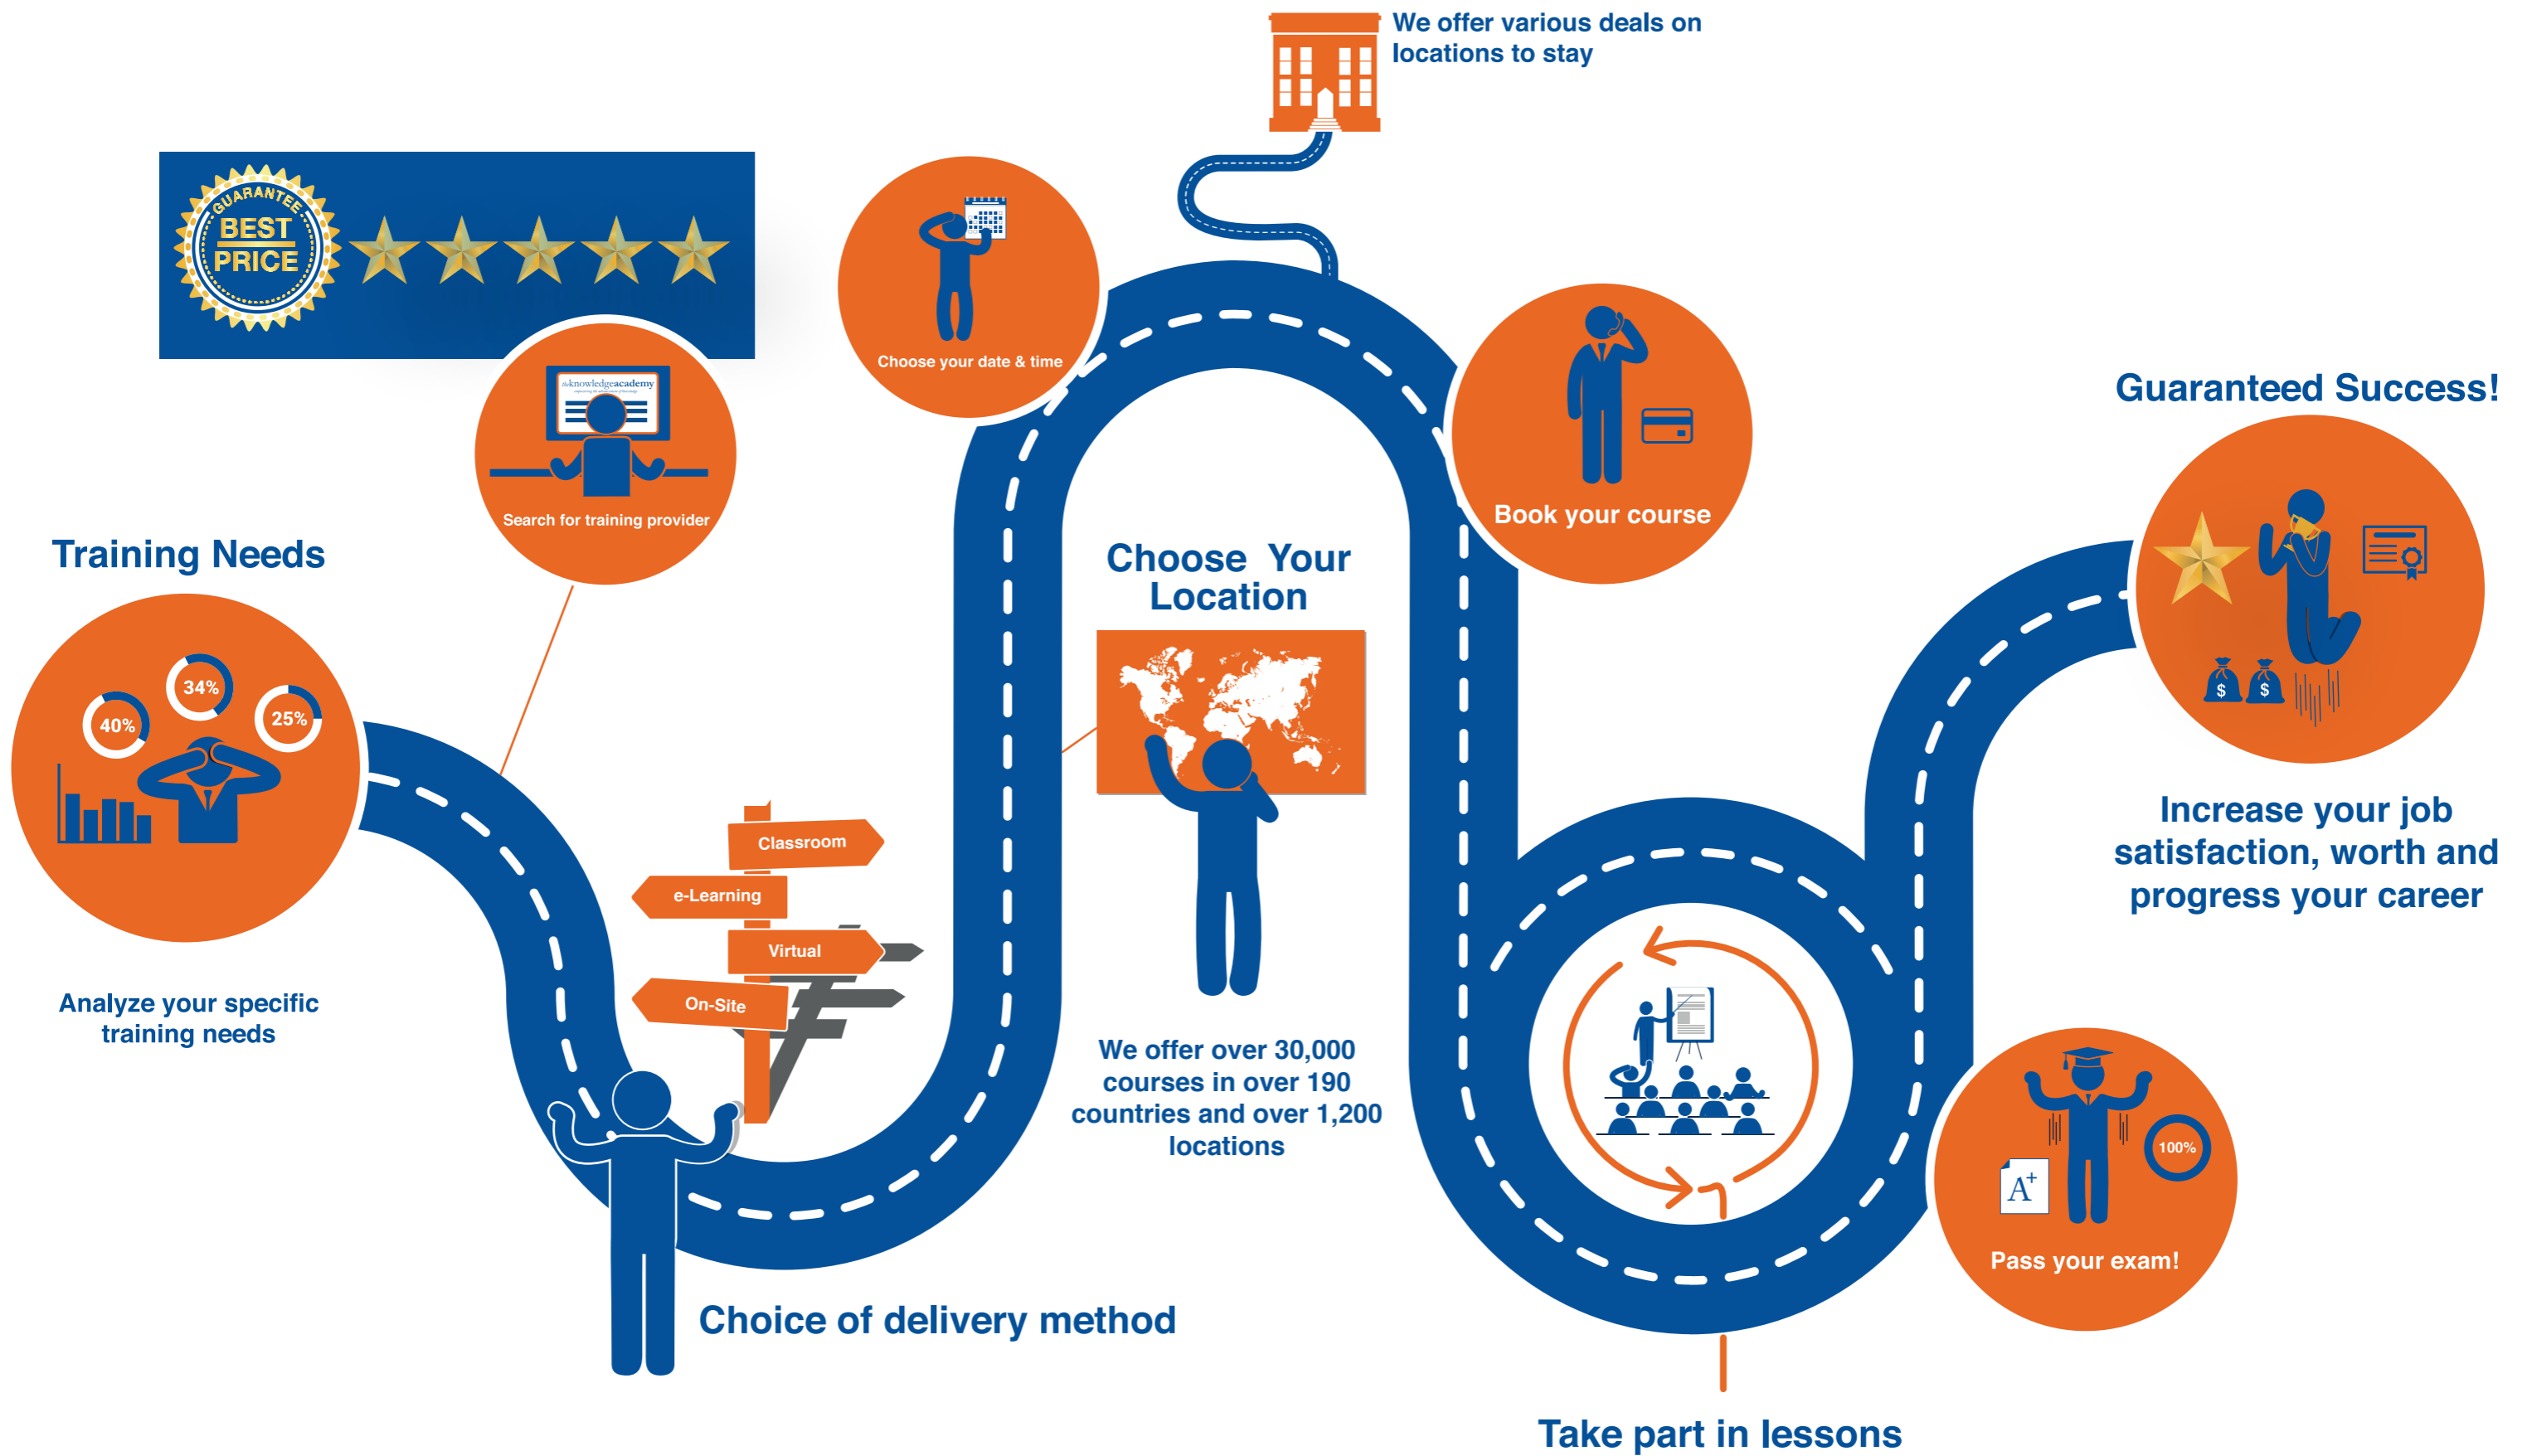 We offer various deals on
locations to stay
GUARANTEE
BEST
PRICE
Choose your date & time
theknowledgeacademy
Search for training provider
Book your course
Guaranteed Success!
Training Needs
34%
40%
25%
Analyze your specific
training needs
Choose Your
Location
Classroom
e-Learning
Virtual
On-Site
We offer over 30,000
courses in over 190
countries and over 1,200
locations
Choice of delivery method
$
$
Increase your job
satisfaction, worth and
progress your career
100%
A+
Pass your exam!
Take part in lessons